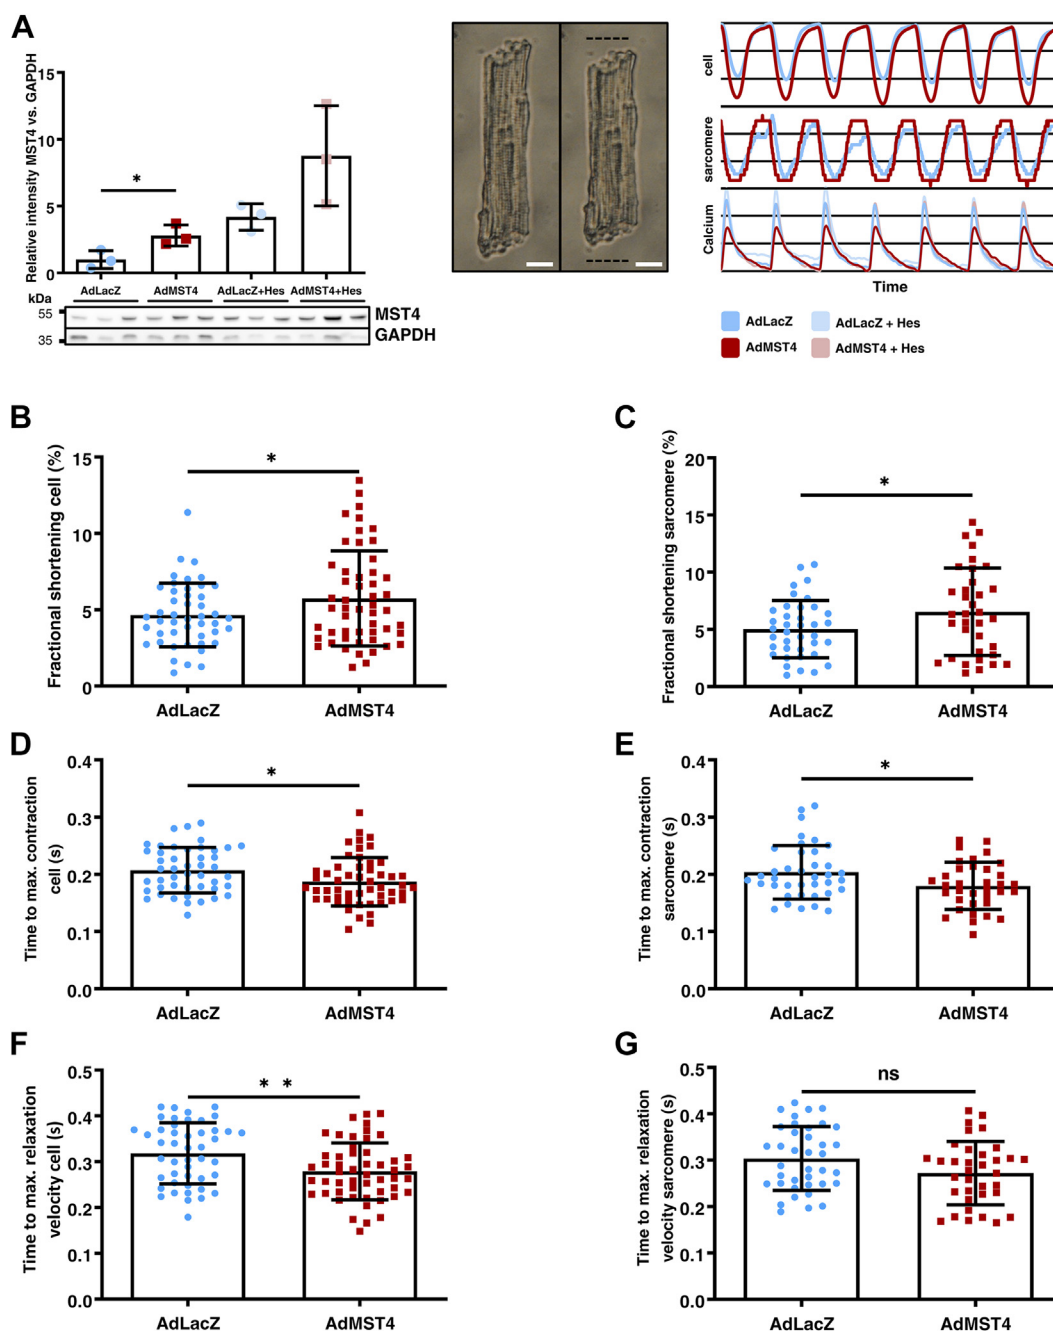 A
Relative intensity MST4 vs. GAPDH
15
10
5
0
*
AdLacZ AdMST4 AdLacZ+Hes AdMST4+Hes
kDa
55
35
MST4
GAPDH
cell
sarcomere
Calcium
Time
AdLacZ
AdLacZ + Hes
AdMST4
AdMST4 + Hes
B
Fractional shortening cell (%)
15
10
5
0
*
AdLacZ AdMST4
C
Fractional shortening sarcomere (%)
20
15
10
5
0
*
AdLacZ AdMST4
D
Time to max. contraction
cell (s)
0.4
0.3
0.2
0.1
0.0
*
AdLacZ AdMST4
E
Time to max. contraction
sarcomere (s)
0.4
0.3
0.2
0.1
0.0
*
AdLacZ AdMST4
F
Time to max. relaxation
velocity cell (s)
0.5
0.4
0.3
0.2
0.1
0.0
* *
AdLacZ AdMST4
G
Time to max. relaxation
velocity sarcomere (s)
0.5
0.4
0.3
0.2
0.1
0.0
ns
AdLacZ AdMST4